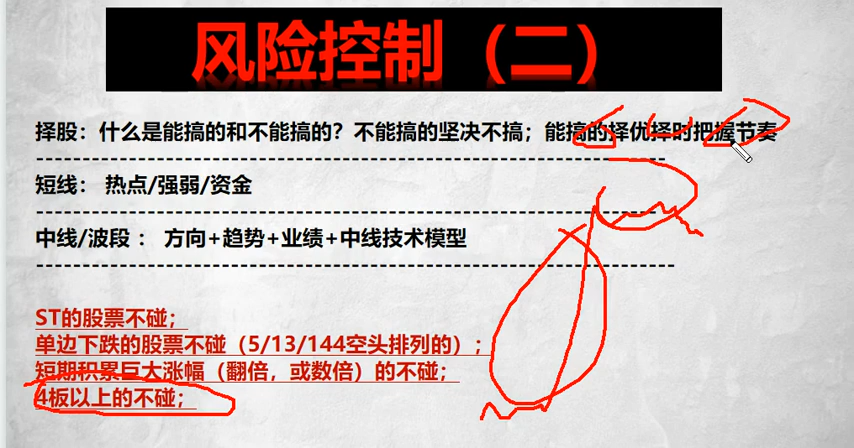 风险控制（二）
择股：什么是能搞的和不能搞的？不能搞的坚决不搞；能搞的择优择时把握节奏
短线： 热点/强弱/资金
中线/波段 ： 方向+趋势+业绩+中线技术模型
ST的股票不碰；
单边下跌的股票不碰（5/13/144空头排列的）；
短期积累巨大涨幅（翻倍，或数倍）的不碰；
4板以上的不碰；